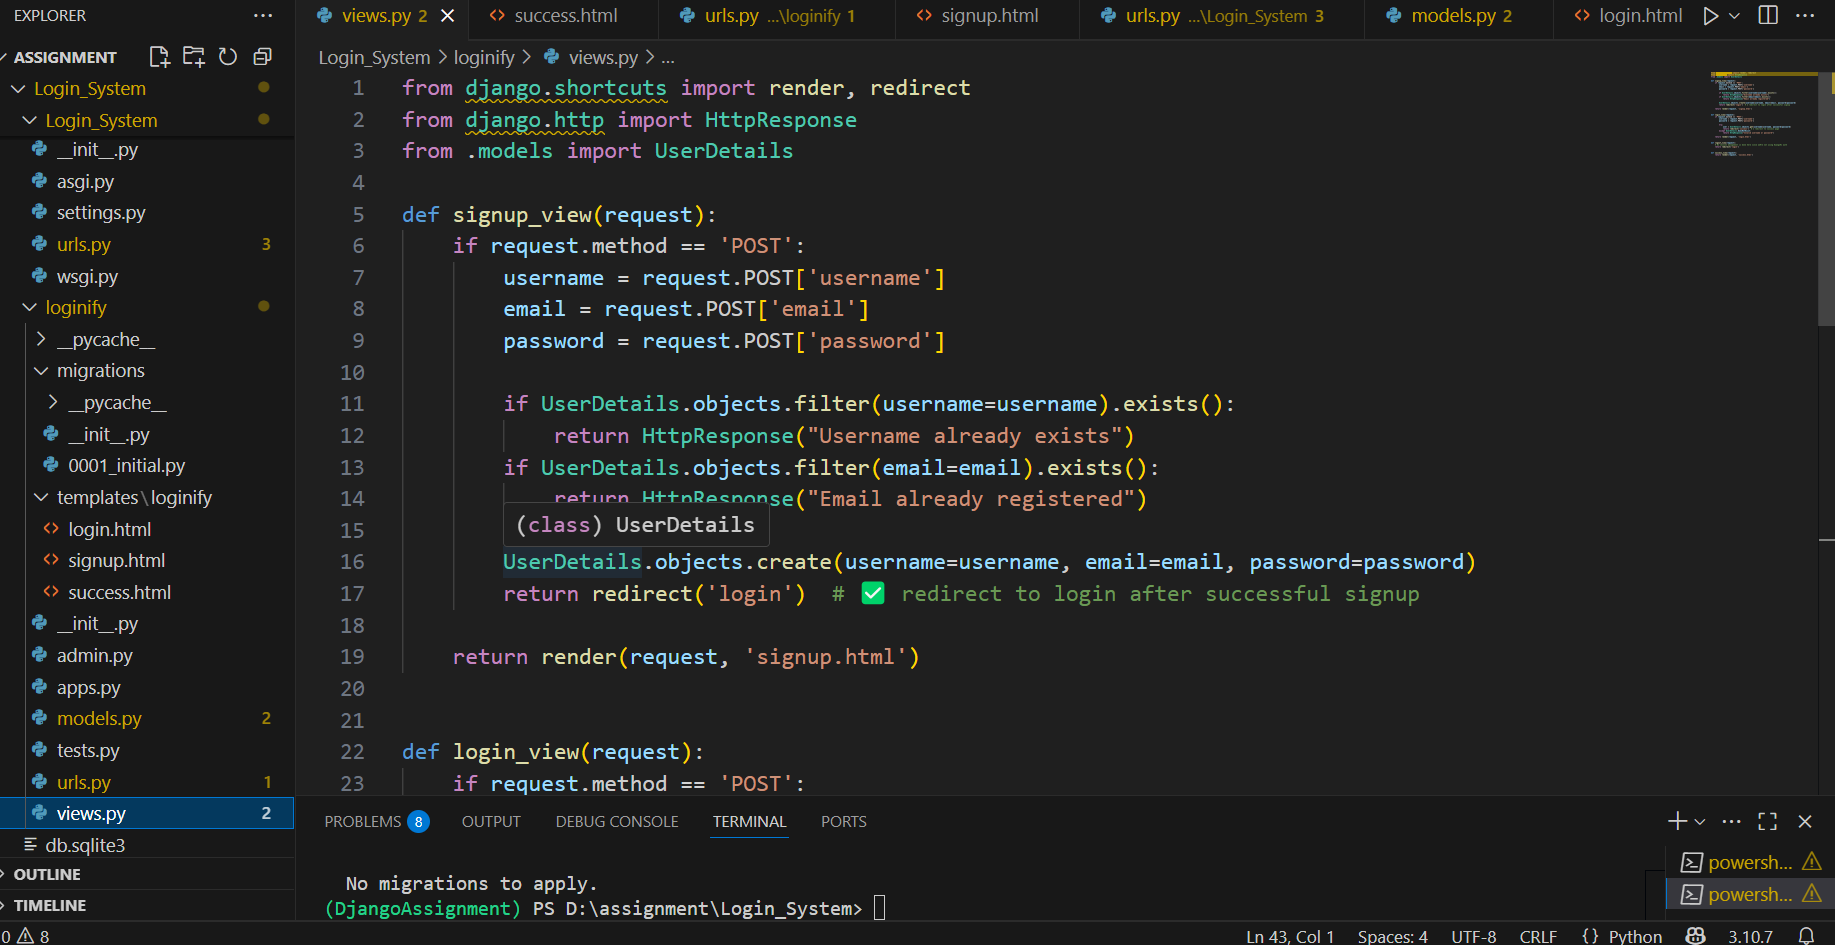 EXPLORER ...
ASSIGNMENT
Login_System
Login_System
__init__.py
asgi.py
settings.py
urls.py 3
wsgi.py
loginify
__pycache__
migrations
__pycache__
__init__.py
0001_initial.py
templates\loginify
login.html
signup.html
success.html
__init__.py
admin.py
apps.py
models.py 2
tests.py
urls.py 1
views.py 2
db.sqlite3
OUTLINE
TIMELINE
views.py 2 success.html urls.py ...\loginify 1 signup.html urls.py ...\Login_System 3 models.py 2 login.html ...
Login_System > loginify > views.py > ...
1 from django.shortcuts import render, redirect
2 from django.http import HttpResponse
3 from .models import UserDetails
4
5 def signup_view(request):
6 if request.method == 'POST':
7 username = request.POST['username']
8 email = request.POST['email']
9 password = request.POST['password']
10
11 if UserDetails.objects.filter(username=username).exists():
12 return HttpResponse("Username already exists")
13 if UserDetails.objects.filter(email=email).exists():
14 return HttpResponse("Email already registered")
(class) UserDetails
15
16 UserDetails.objects.create(username=username, email=email, password=password)
17 return redirect('login') # ✅ redirect to login after successful signup
18
19 return render(request, 'signup.html')
20
21
22 def login_view(request):
23 if request.method == 'POST':
PROBLEMS 8 OUTPUT DEBUG CONSOLE TERMINAL PORTS
No migrations to apply.
(DjangoAssignment) PS D:\assignment\Login_System>
powersh...
powersh...
0 8 Ln 43, Col 1 Spaces: 4 UTF-8 CRLF {} Python 3.10.7